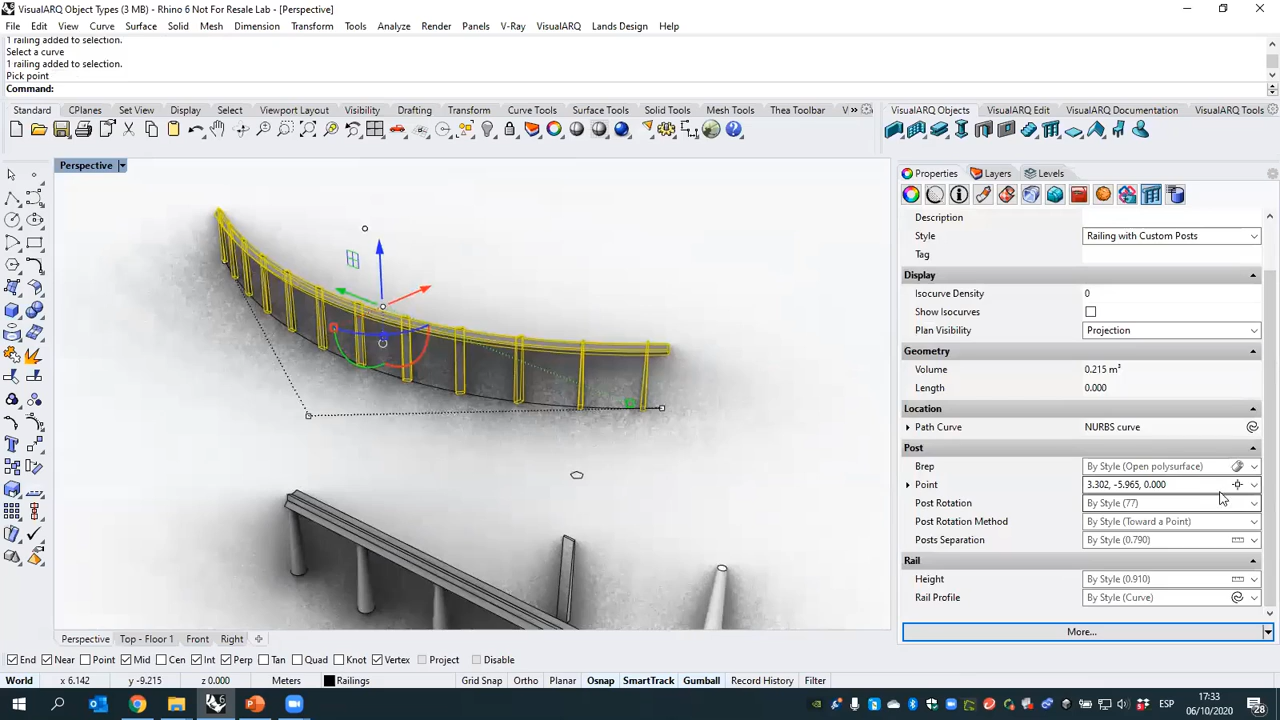 VisualARQ Object Types (3 MB) - Rhino 6 Not For Resale Lab - [Perspective]
File Edit View Curve Surface Solid Mesh Dimension Transform Tools Analyze Render Panels V-Ray VisualARQ Lands Design Help
1 railing added to selection.
Select a curve
1 railing added to selection.
Pick point
Command:
Standard CPlanes Set View Display Select Viewport Layout Visibility Drafting Transform Curve Tools Surface Tools Solid Tools Mesh Tools Thea Toolbar V »
VisualARQ Objects VisualARQ Edit VisualARQ Documentation VisualARQ Tools
Perspective
Properties Layers Levels
Description
Style Railing with Custom Posts
Tag
Display
Isocurve Density 0
Show Isocurves
Plan Visibility Projection
Geometry
Volume 0.215 m³
Length 0.000
Location
Path Curve NURBS curve
Post
Brep By Style (Open polysurface)
Point 3.302, -5.965, 0.000
Post Rotation By Style (77)
Post Rotation Method By Style (Toward a Point)
Posts Separation By Style (0.790)
Rail
Height By Style (0.910)
Rail Profile By Style (Curve)
More...
Perspective Top - Floor 1 Front Right
End Near Point Mid Cen Int Perp Tan Quad Knot Vertex Project Disable
World x 6.142 y -9.215 z 0.000 Meters Railings Grid Snap Ortho Planar Osnap SmartTrack Gumball Record History Filter
17:33
ESP
06/10/2020
28